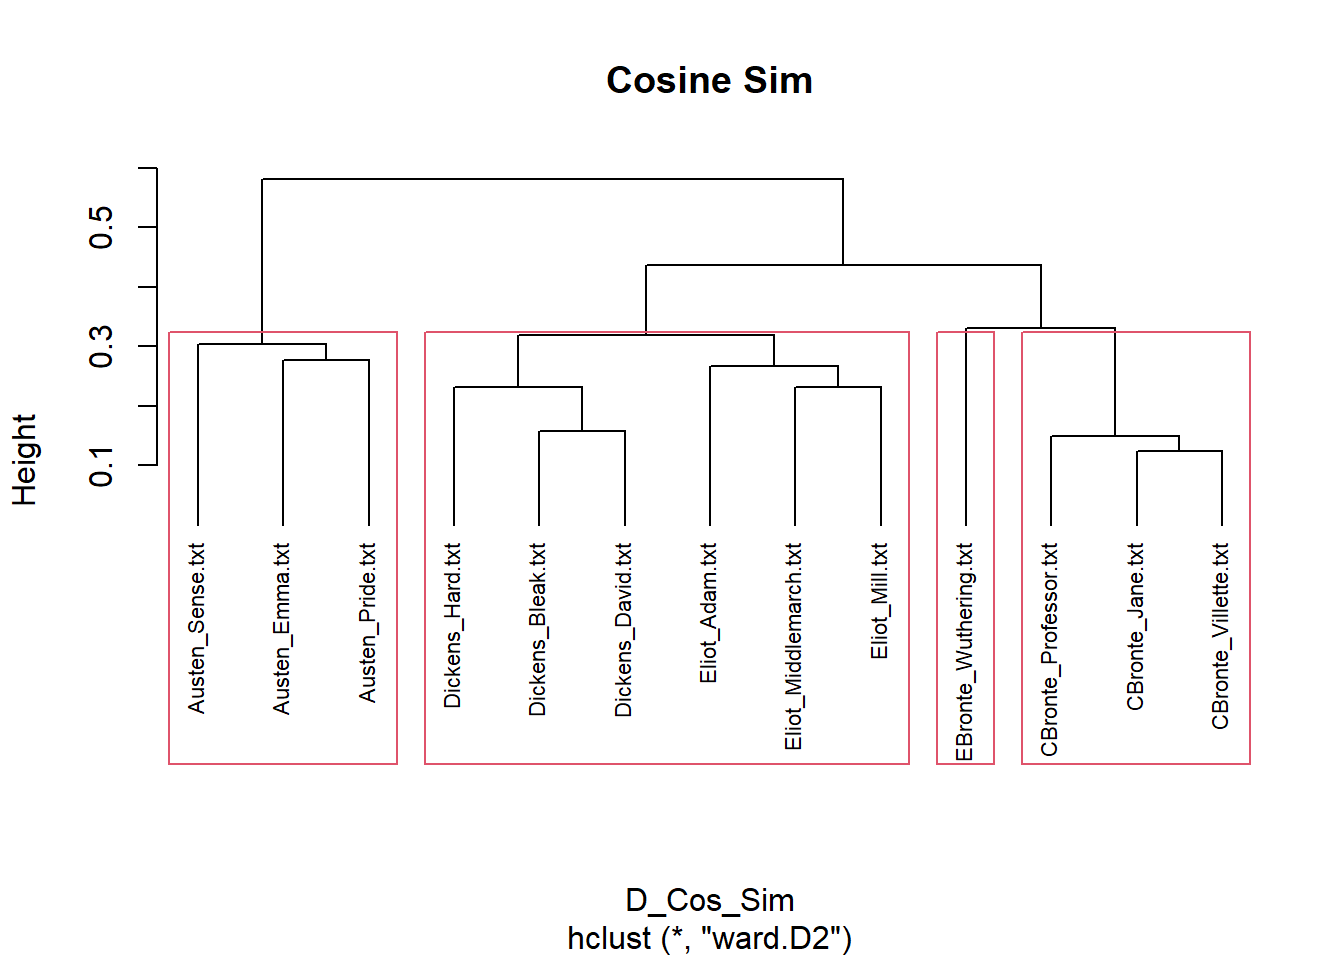 Cosine Sim
Height
0.5
0.3
0.1
Austen_Sense.txt
Austen_Emma.txt
Austen_Pride.txt
Dickens_Hard.txt
Dickens_Bleak.txt
Dickens_David.txt
Eliot_Adam.txt
Eliot_Middlemarch.txt
Eliot_Mill.txt
EBronte_Wuthering.txt
CBronte_Professor.txt
CBronte_Jane.txt
CBronte_Villette.txt
D_Cos_Sim
hclust (*, "ward.D2")